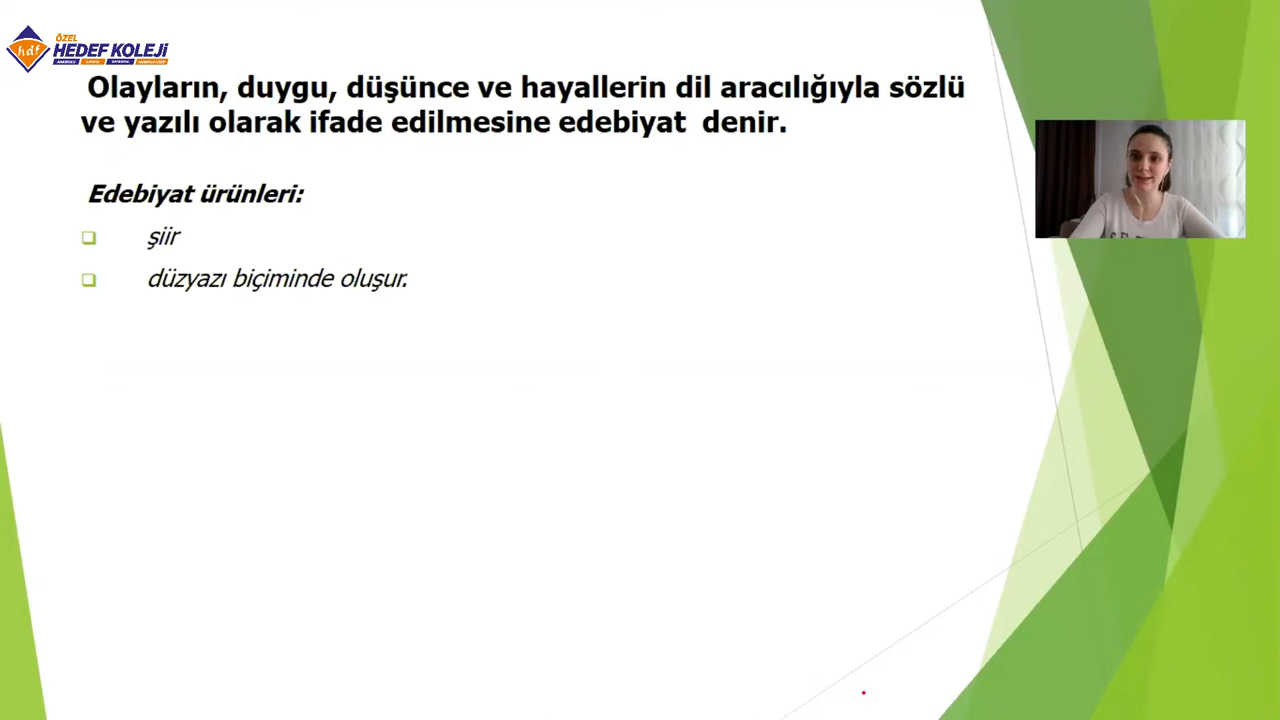 ÖZEL
HEDEF KOLEJİ
Olayların, duygu, düşünce ve hayallerin dil aracılığıyla sözlü
ve yazılı olarak ifade edilmesine edebiyat denir.
Edebiyat ürünleri:
şiir
düzyazı biçiminde oluşur.
hdf